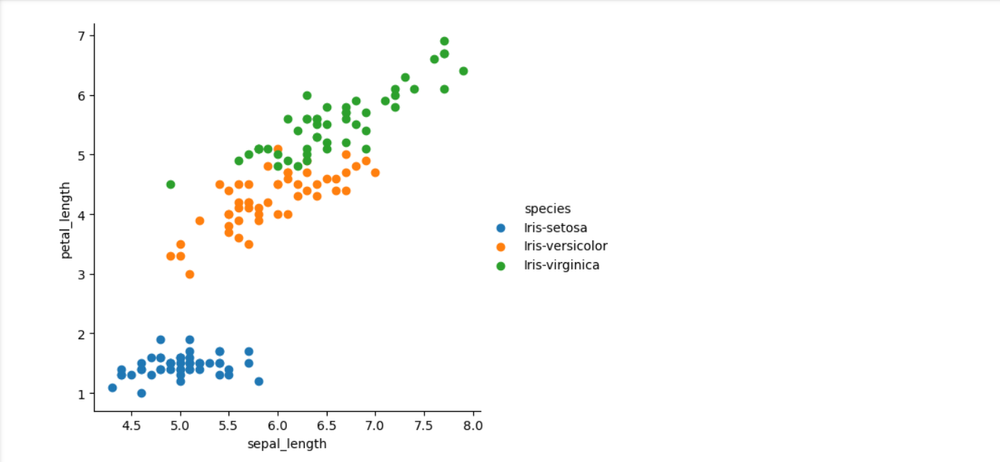 7
6
5
4
3
2
1
petal_length
4.5 5.0 5.5 6.0 6.5 7.0 7.5 8.0
sepal_length
species
Iris-setosa
Iris-versicolor
Iris-virginica